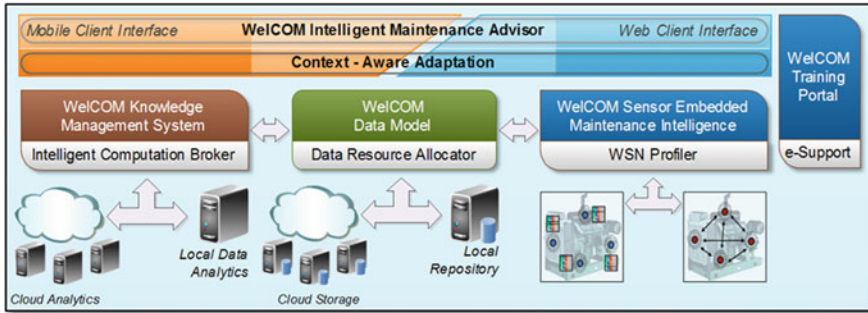 Mobile Client Interface WelCOM Intelligent Maintenance Advisor Web Client Interface
Context - Aware Adaptation
WelCOM
Training
Portal
e-Support
WelCOM Knowledge
Management System
Intelligent Computation Broker
WelCOM
Data Model
Data Resource Allocator
WelCOM Sensor Embedded
Maintenance Intelligence
WSN Profiler
Local Data
Analytics
Cloud Analytics
Local
Repository
Cloud Storage